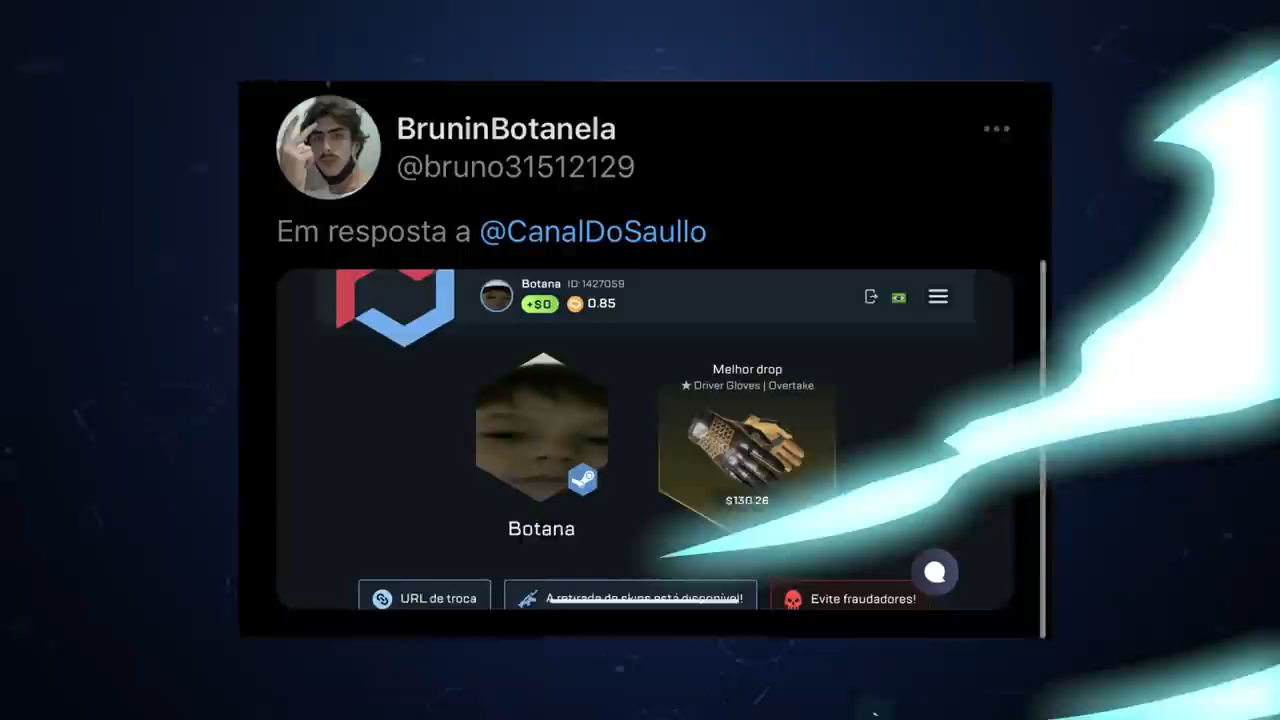 BruninBotanela
@bruno31512129
Em resposta a @CanalDoSaullo
Botana ID:1427059
+$0 0.85
Melhor drop
★ Driver Gloves | Overtake
$130.26
Botana
URL de troca
A retirada de skins está disponível!
Evite fraudadores!